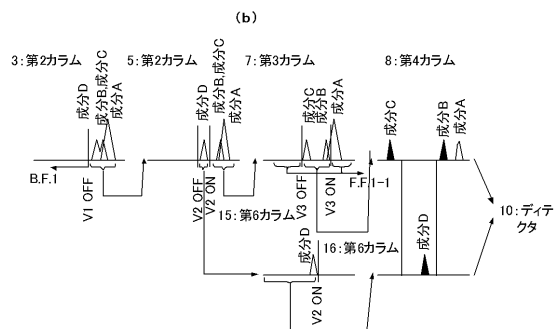 (b)
3:第2カラム
5:第2カラム
7:第3カラム
8:第4カラム
成分D
成分B,成分C
成分A
成分D
成分B,成分C
成分A
成分C
成分B
成分A
成分C
成分B
成分A
B.F.1
V1 OFF
V2 OFF
V2 ON
V3 OFF
V3 ON
F.F.1-1
15:第6カラム
成分D
16:第6カラム
V2 ON
成分D
10:ディテ
クタ